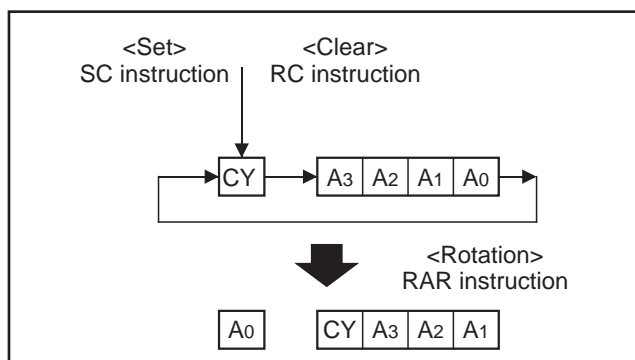 <Set> <Clear>
SC instruction RC instruction
CY A3 A2 A1 A0
<Rotation>
RAR instruction
A0 CY A3 A2 A1